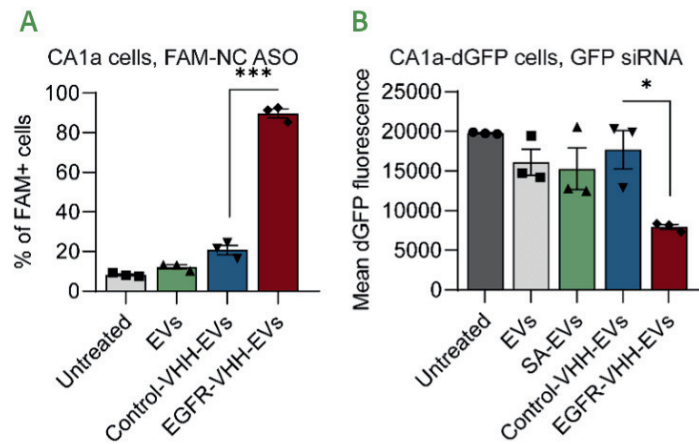 A
CA1a cells, FAM-NC ASO
***
% of FAM+ cells
100
80
60
40
20
0
Untreated
EVs
Control-VHH-EVs
EGFR-VHH-EVs
B
CA1a-dGFP cells, GFP siRNA
*
Mean dGFP fluorescence
25000
20000
15000
10000
5000
0
Untreated
EVs
SA-EVs
Control-VHH-EVs
EGFR-VHH-EVs